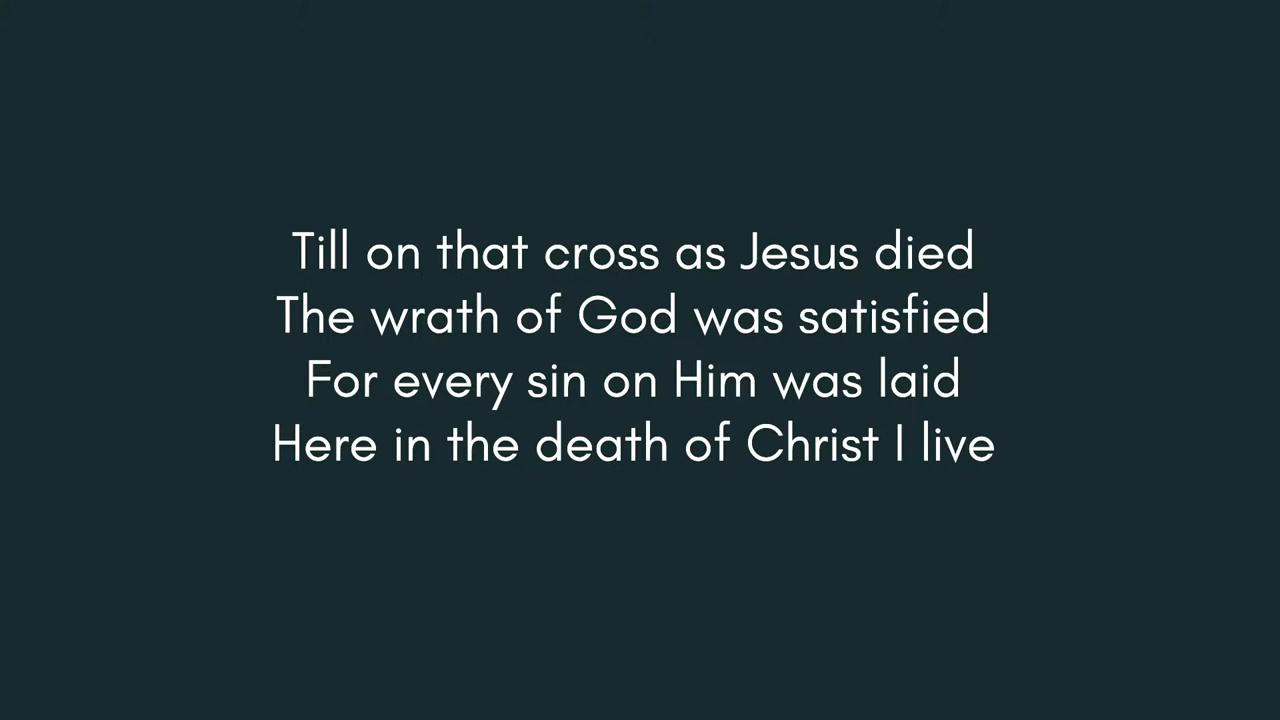 Till on that cross as Jesus died
The wrath of God was satisfied
For every sin on Him was laid
Here in the death of Christ I live